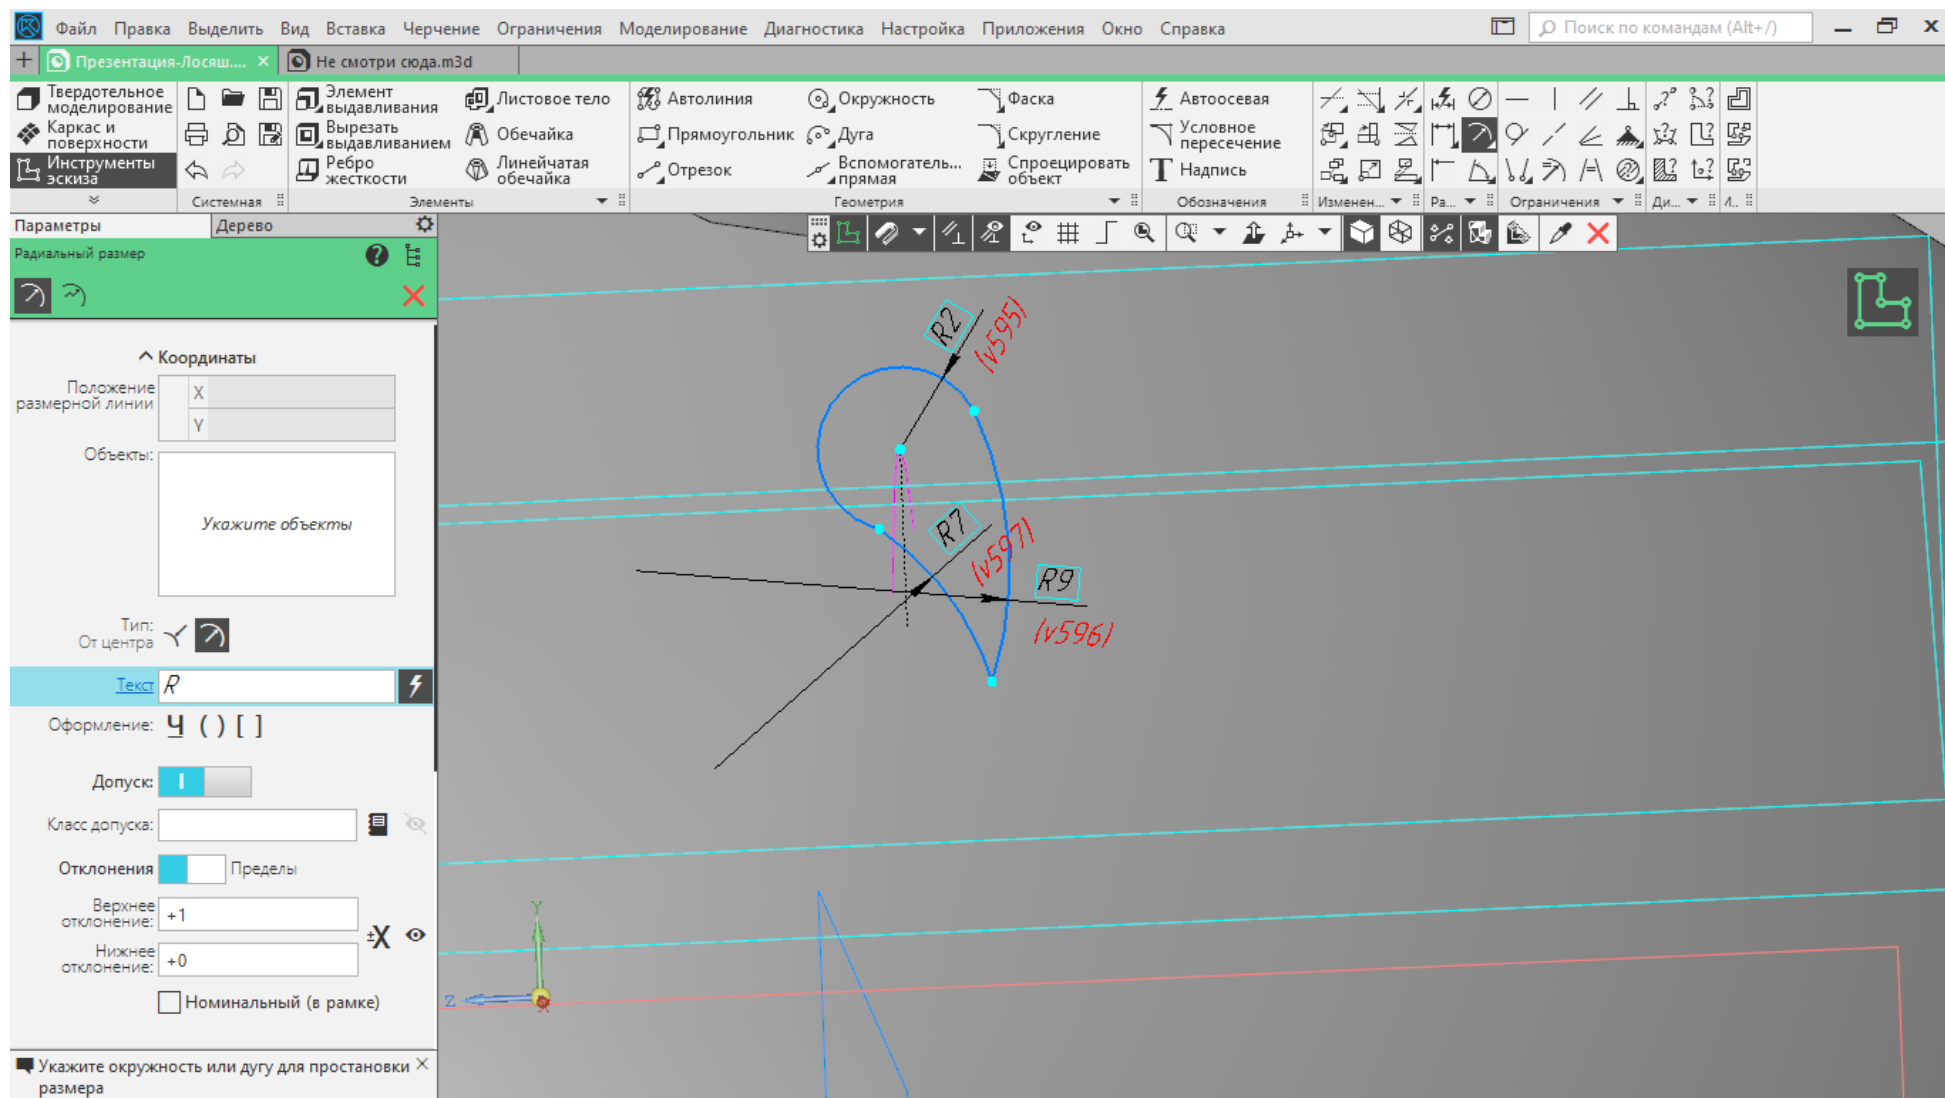 Файл Правка Выделить Вид Вставка Черчение Ограничения Моделирование Диагностика Настройка Приложения Окно Справка Поиск по командам (Alt+/)
Презентация-Лосяш.... Не смотри сюда.m3d
Твердотельное моделирование
Каркас и поверхности
Инструменты эскиза
Системная
Элемент выдавливания
Вырезать выдавливанием
Ребро жесткости
Листовое тело
Обечайка
Линейчатая обечайка
Элементы
Автолиния
Прямоугольник
Отрезок
Окружность
Дуга
Вспомогатель... прямая
Фаска
Скругление
Спроецировать объект
Геометрия
Автоосевая
Условное пересечение
Надпись
Обозначения
Изменен...
Ра...
Ограничения
Ди...
И..
Параметры Дерево
Радиальный размер
Координаты
Положение размерной линии
X
Y
Объекты:
Укажите объекты
Тип:
От центра
Текст R
Оформление: Ч ( ) [ ]
Допуск:
Класс допуска:
Отклонения Пределы
Верхнее отклонение: +1
±X
Нижнее отклонение: +0
Номинальный (в рамке)
Укажите окружность или дугу для простановки
размера
R2
(v595)
R7
(v597)
R9
(v596)
Y
Z
X